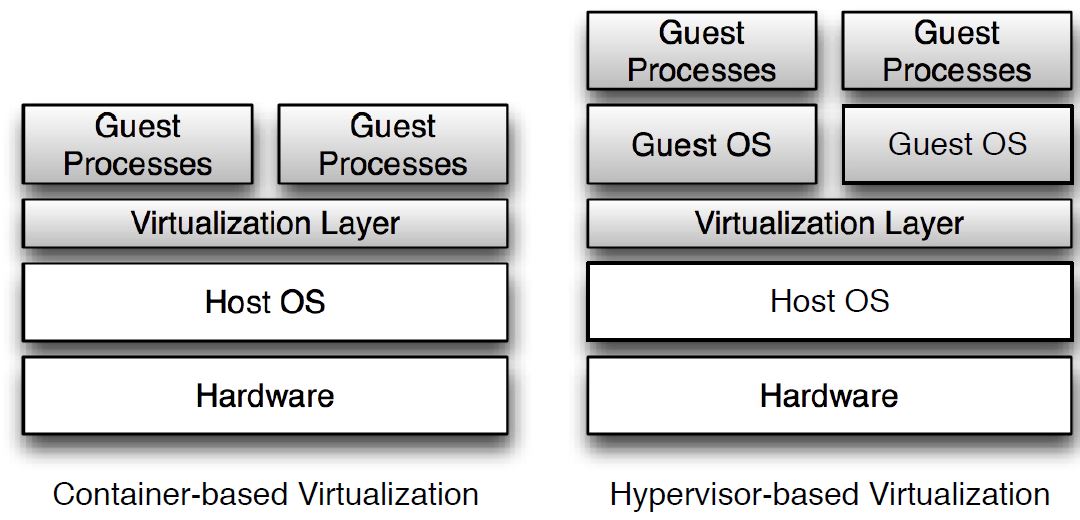 Guest
Processes
Guest
Processes
Virtualization Layer
Host OS
Hardware
Container-based Virtualization
Guest
Processes
Guest
Processes
Guest OS
Guest OS
Virtualization Layer
Host OS
Hardware
Hypervisor-based Virtualization